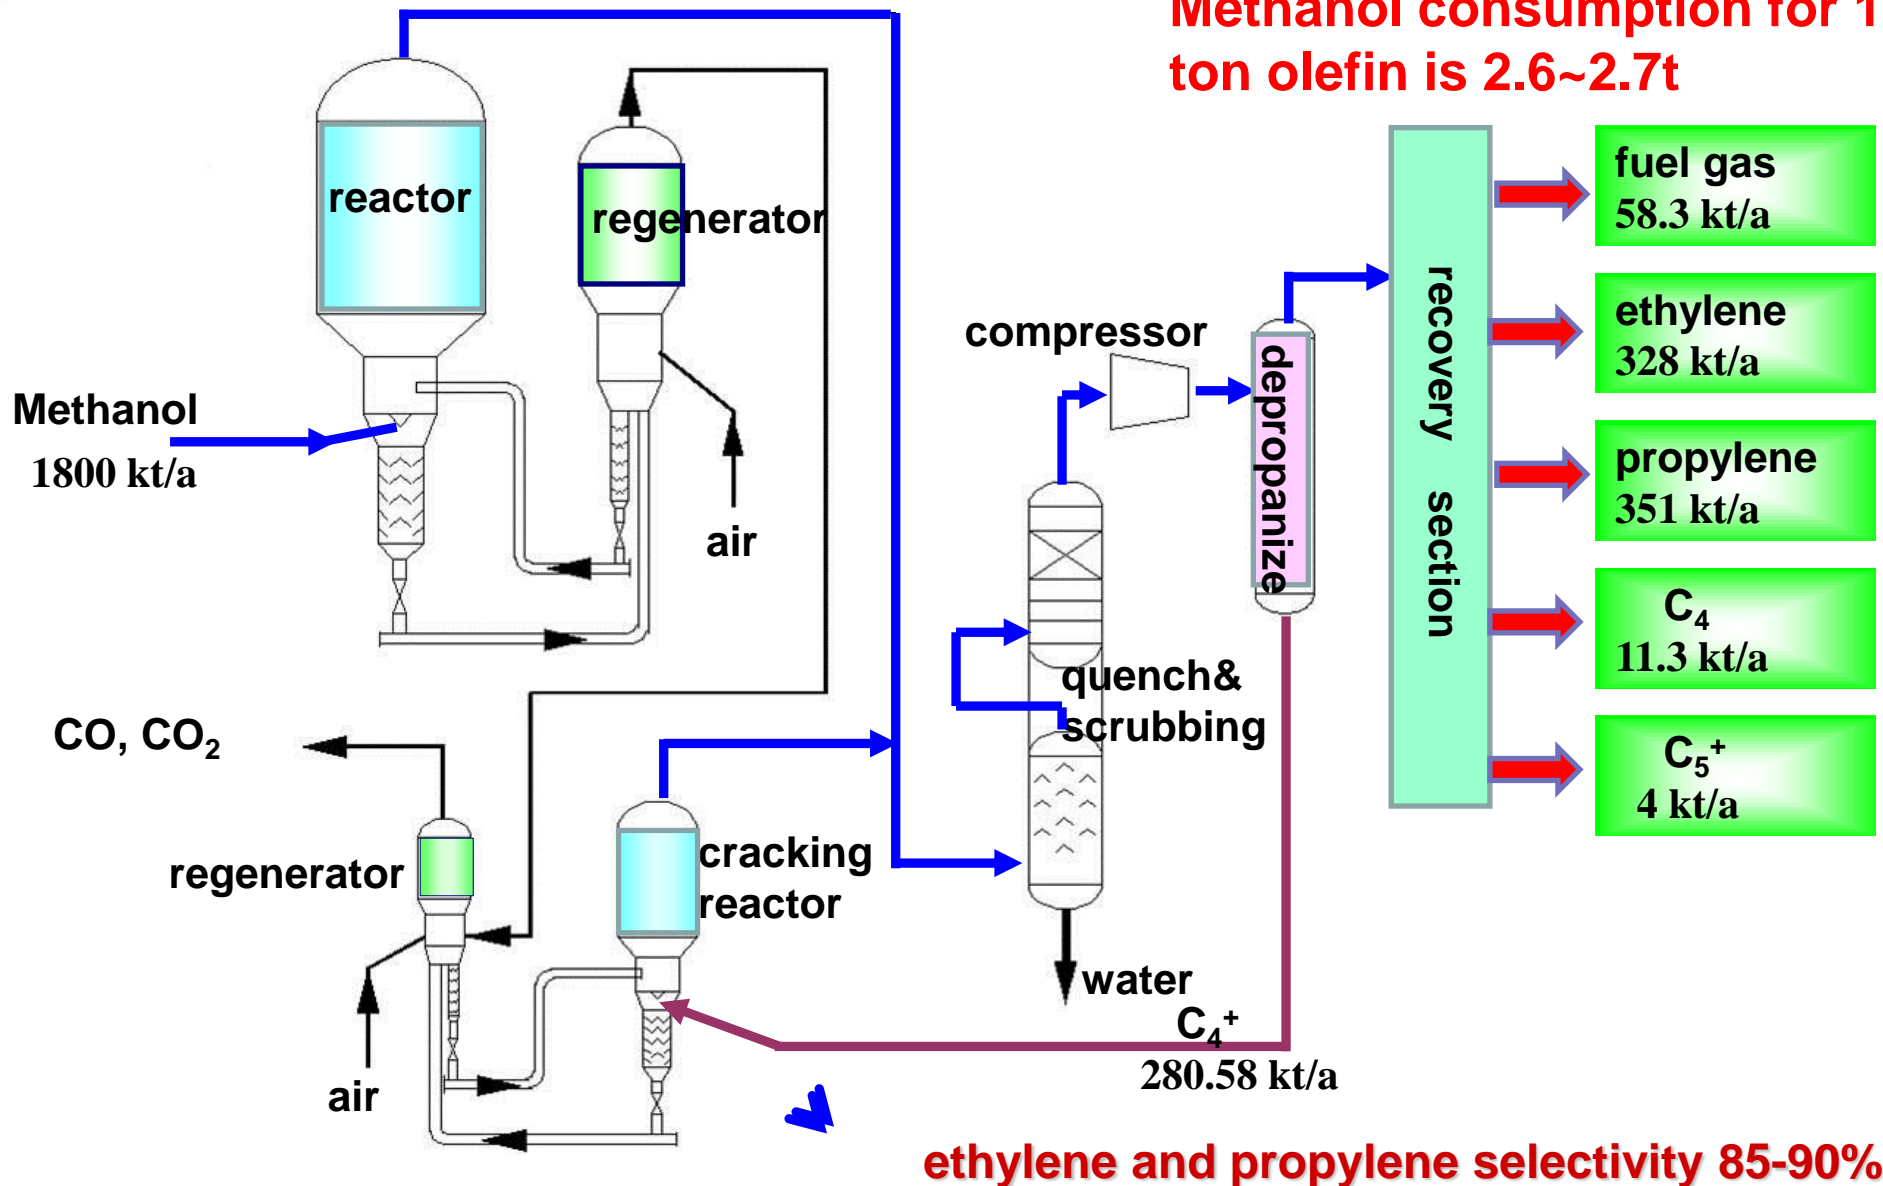 Methanol consumption for 1
ton olefin is 2.6~2.7t
reactor
regenerator
fuel gas
58.3 kt/a
ethylene
328 kt/a
compressor
depropanize
recovery section
Methanol
1800 kt/a
propylene
351 kt/a
air
C₄
11.3 kt/a
quench&
scrubbing
CO, CO₂
C₅⁺
4 kt/a
regenerator
cracking
reactor
water
C₄⁺
280.58 kt/a
air
ethylene and propylene selectivity 85-90%